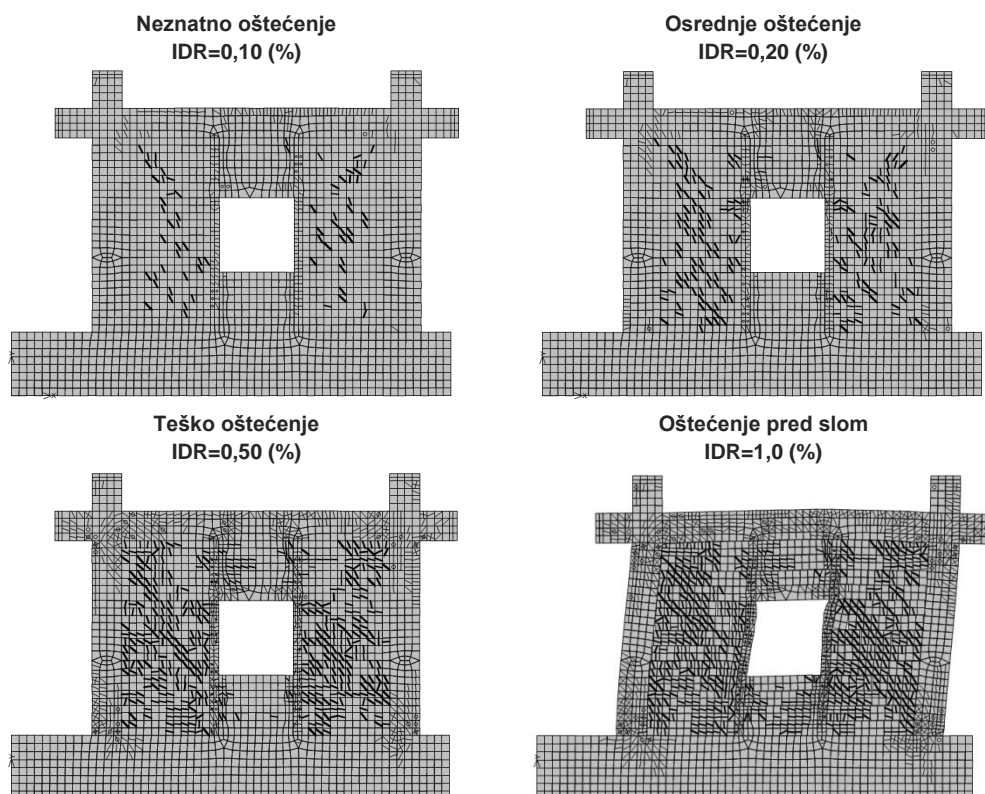 Neznatno oštećenje
IDR=0,10 (%)
Osrednje oštećenje
IDR=0,20 (%)
Teško oštećenje
IDR=0,50 (%)
Oštećenje pred slom
IDR=1,0 (%)